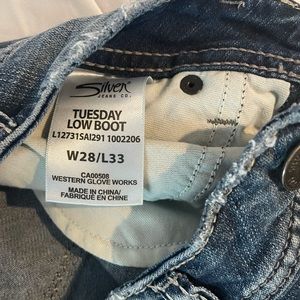 Silver
JEANS CO.
TUESDAY
LOW BOOT
L12731SAI291 1002206
W28/L33
CA00508
WESTERN GLOVE WORKS
MADE IN CHINA/
FABRIQUÉ EN CHINE